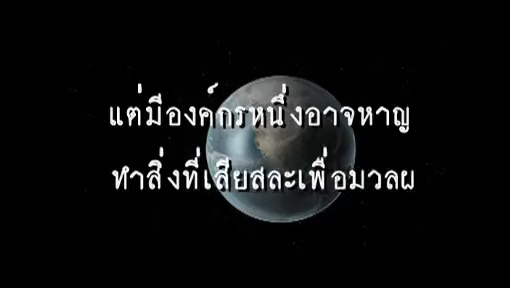 แต่มีองค์กรหนึ่งอาจหาญ
ทำสิ่งที่เสียสละเพื่อมวลผ